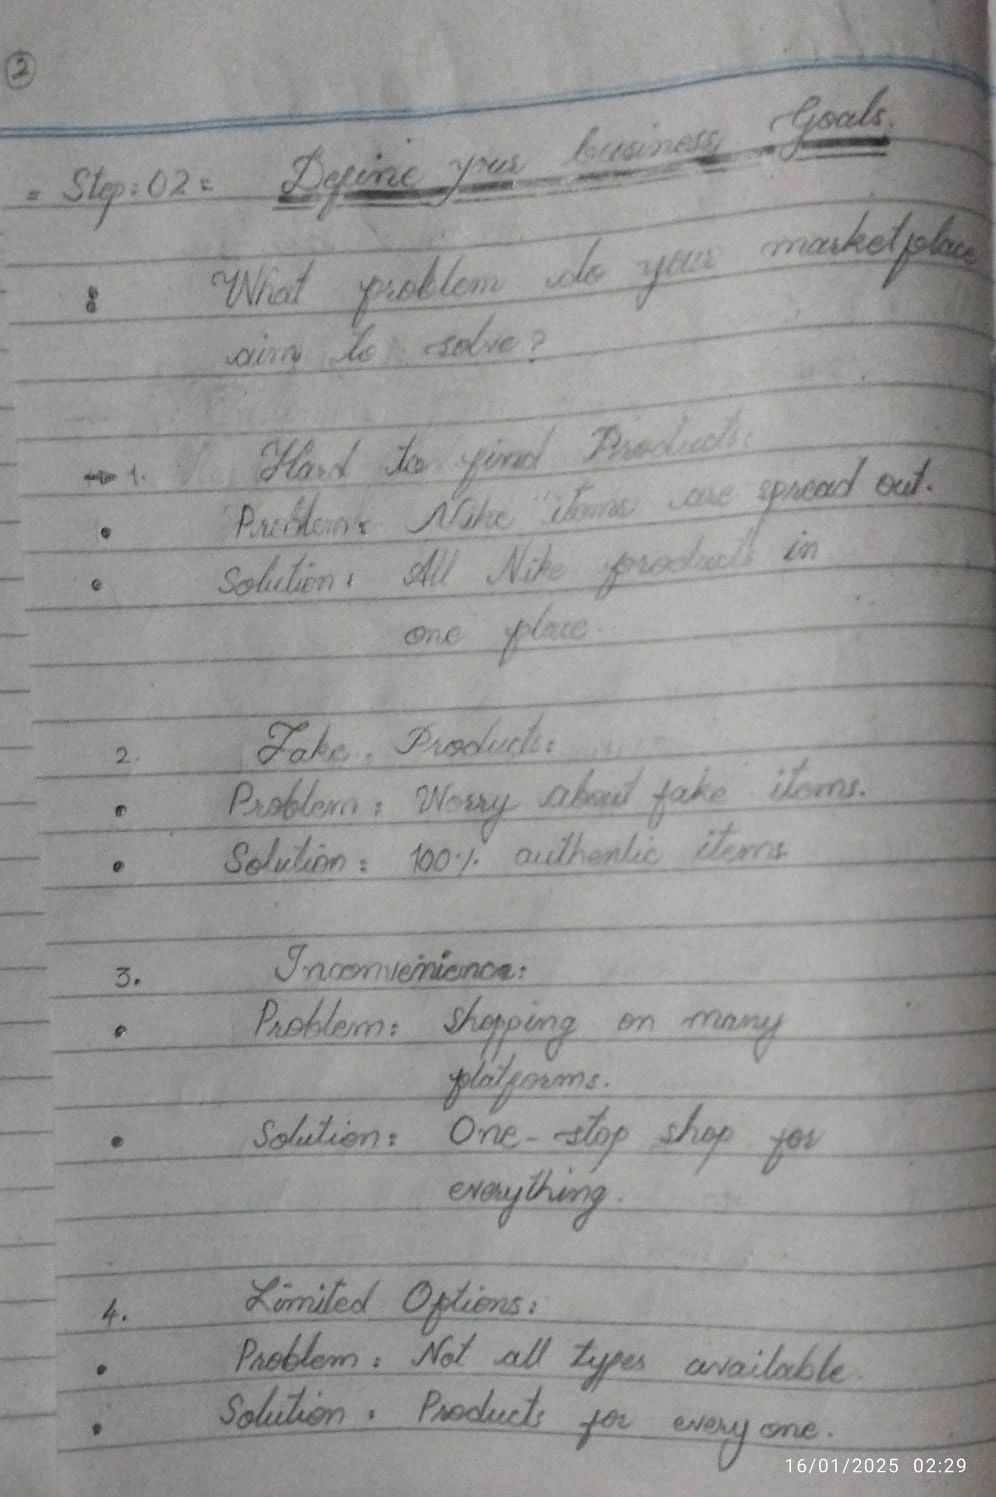 2
= Step: 02 = Define your business Goals.
What problem do your marketplace
aim to solve?
→ 1. Hard to find Products:
• Problem: Nike items are spread out.
• Solution: All Nike products in
one place.
2. Fake Products:
• Problem: Worry about fake items.
• Solution: 100% authentic items
3. Inconvenience:
• Problem: Shopping on many
platforms.
• Solution: One-stop shop for
everything.
4. Limited Options:
• Problem: Not all types available.
• Solution: Products for everyone.
16/01/2025 02:29